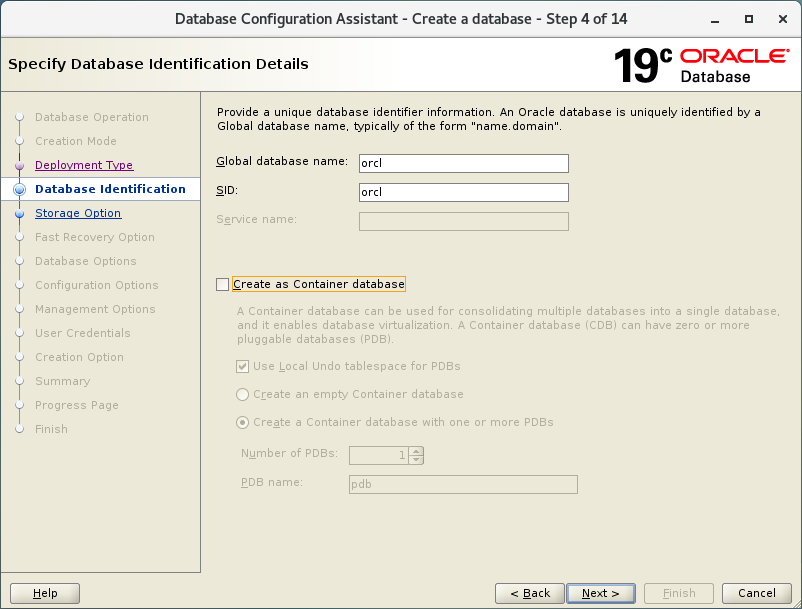 Database Configuration Assistant - Create a database - Step 4 of 14
Specify Database Identification Details
19c ORACLE
Database
Database Operation
Creation Mode
Deployment Type
Database Identification
Storage Option
Fast Recovery Option
Database Options
Configuration Options
Management Options
User Credentials
Creation Option
Summary
Progress Page
Finish
Provide a unique database identifier information. An Oracle database is uniquely identified by a
Global database name, typically of the form "name.domain".
Global database name: orcl
SID: orcl
Service name:
Create as Container database
A Container database can be used for consolidating multiple databases into a single database,
and it enables database virtualization. A Container database (CDB) can have zero or more
pluggable databases (PDB).
Use Local Undo tablespace for PDBs
Create an empty Container database
Create a Container database with one or more PDBs
Number of PDBs: 1
PDB name: pdb
Help
< Back
Next >
Finish
Cancel